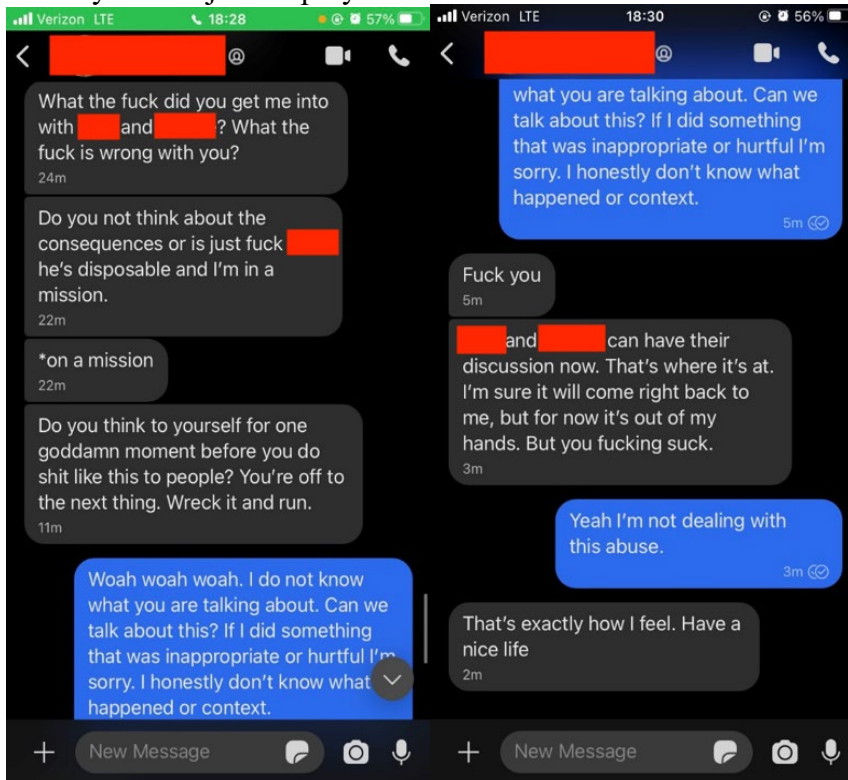 Verizon LTE
18:28
57%
What the fuck did you get me into
with and ? What the
fuck is wrong with you?
24m
Do you not think about the
consequences or is just fuck
he's disposable and I'm in a
mission.
22m
*on a mission
22m
Do you think to yourself for one
goddamn moment before you do
shit like this to people? You're off to
the next thing. Wreck it and run.
11m
Woah woah woah. I do not know
what you are talking about. Can we
talk about this? If I did something
that was inappropriate or hurtful I'm
sorry. I honestly don't know what
happened or context.
New Message
Verizon LTE
18:30
56%
what you are talking about. Can we
talk about this? If I did something
that was inappropriate or hurtful I'm
sorry. I honestly don't know what
happened or context.
5m
Fuck you
5m
and can have their
discussion now. That's where it's at.
I'm sure it will come right back to
me, but for now it's out of my
hands. But you fucking suck.
3m
Yeah I'm not dealing with
this abuse.
3m
That's exactly how I feel. Have a
nice life
2m
New Message